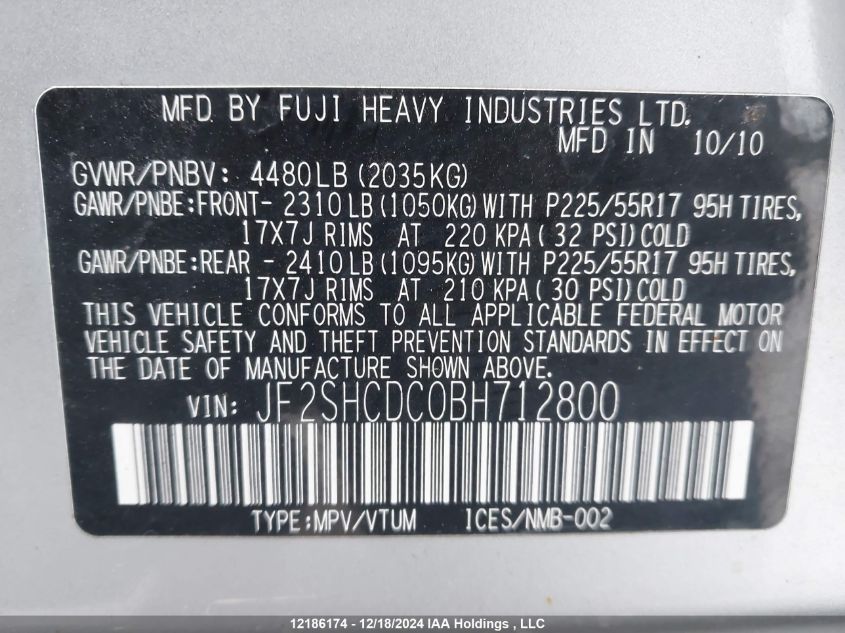 MFD BY FUJI HEAVY INDUSTRIES LTD.
MFD IN 10/10
GVWR/PNBV: 4480LB (2035KG)
GAWR/PNBE:FRONT- 2310LB (1050KG) WITH P225/55R17 95H TIRES,
17X7J RIMS AT 220 KPA ( 32 PSI) COLD
GAWR/PNBE:REAR - 2410LB (1095KG) WITH P225/55R17 95H TIRES,
17X7J RIMS AT 210 KPA ( 30 PSI) COLD
THIS VEHICLE CONFORMS TO ALL APPLICABLE FEDERAL MOTOR
VEHICLE SAFETY AND THEFT PREVENTION STANDARDS IN EFFECT ON
THE DATE OF MANUFACTURE SHOWN ABOVE.
VIN: JF2SHCDC0BH712800
TYPE:MPV/VTUM ICES/NMB-002
12186174 - 12/18/2024 IAA Holdings , LLC